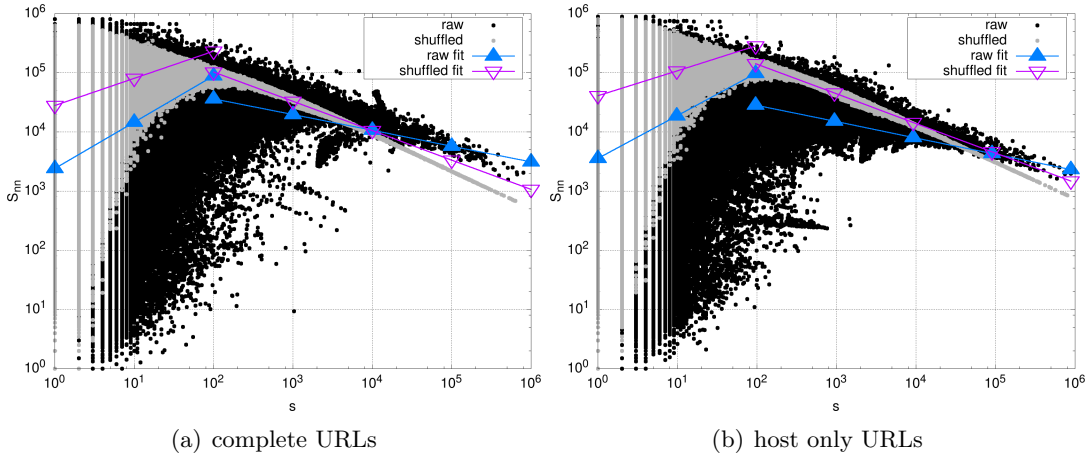 10^6
10^5
10^4
10^3
10^2
10^1
10^0
S_nn
10^0 10^1 10^2 10^3 10^4 10^5 10^6
s
raw
shuffled
raw fit
shuffled fit
(a) complete URLs
10^6
10^5
10^4
10^3
10^2
10^1
10^0
S_nn
10^0 10^1 10^2 10^3 10^4 10^5 10^6
s
raw
shuffled
raw fit
shuffled fit
(b) host only URLs